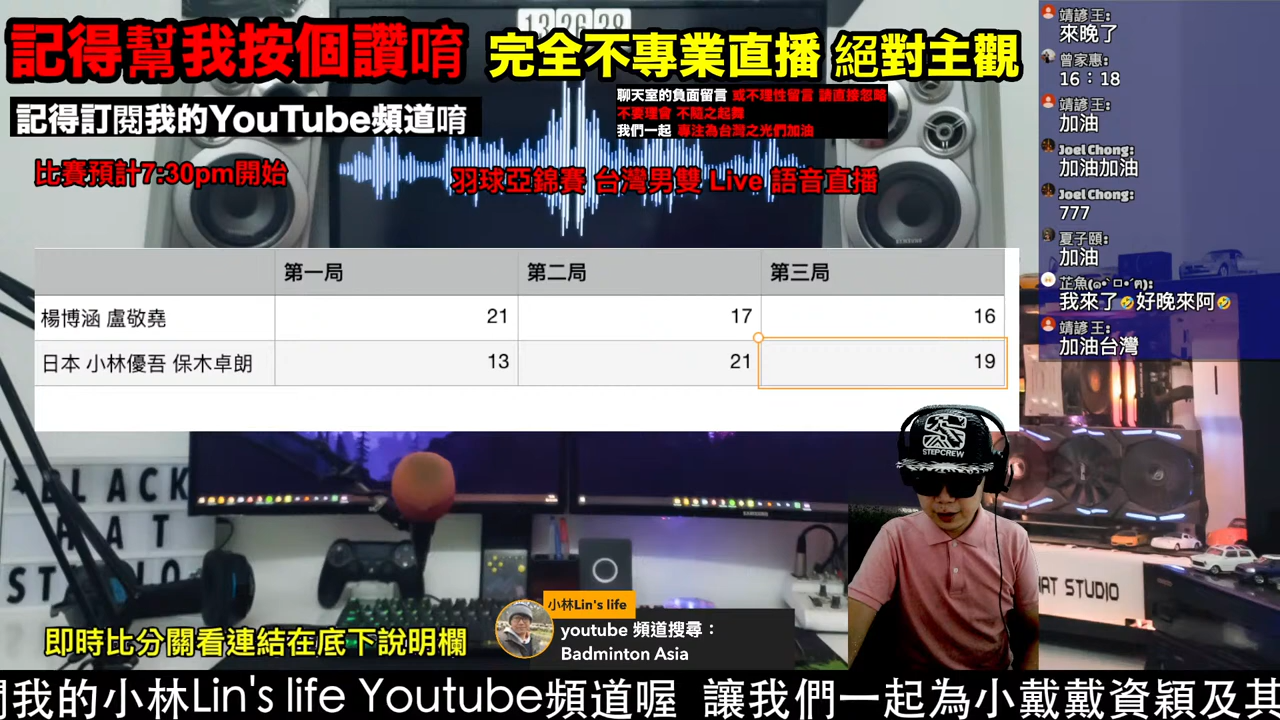 13 26 28
記得幫我按個讚唷
完全不專業直播 絕對主觀
記得訂閱我的YouTube頻道唷
聊天室的負面留言 或不理性留言 請直接忽略
不要理會 不隨之起舞
我們一起 專注為台灣之光們加油
比賽預計7:30pm開始
羽球亞錦賽 台灣男雙 Live 語音直播
第一局 第二局 第三局
楊博涵 盧敬堯 21 17 16
日本 小林優吾 保木卓朗 13 21 19
靖諺 王:
來晚了
曾家惠:
16：18
靖諺 王:
加油
Joel Chong:
加油加油
Joel Chong:
777
夏子頤:
加油
芷魚(๑•̀ㅁ•́ฅ):
我來了🤣好晚來阿🤣
靖諺 王:
加油台灣
BLACK
HAT
STUDIO
STEPCREW
HAT STUDIO
SAMSUNG
即時比分關看連結在底下說明欄
小林Lin's life
youtube 頻道搜尋：
Badminton Asia
我的小林Lin's life Youtube頻道喔 讓我們一起為小戴戴資穎及其